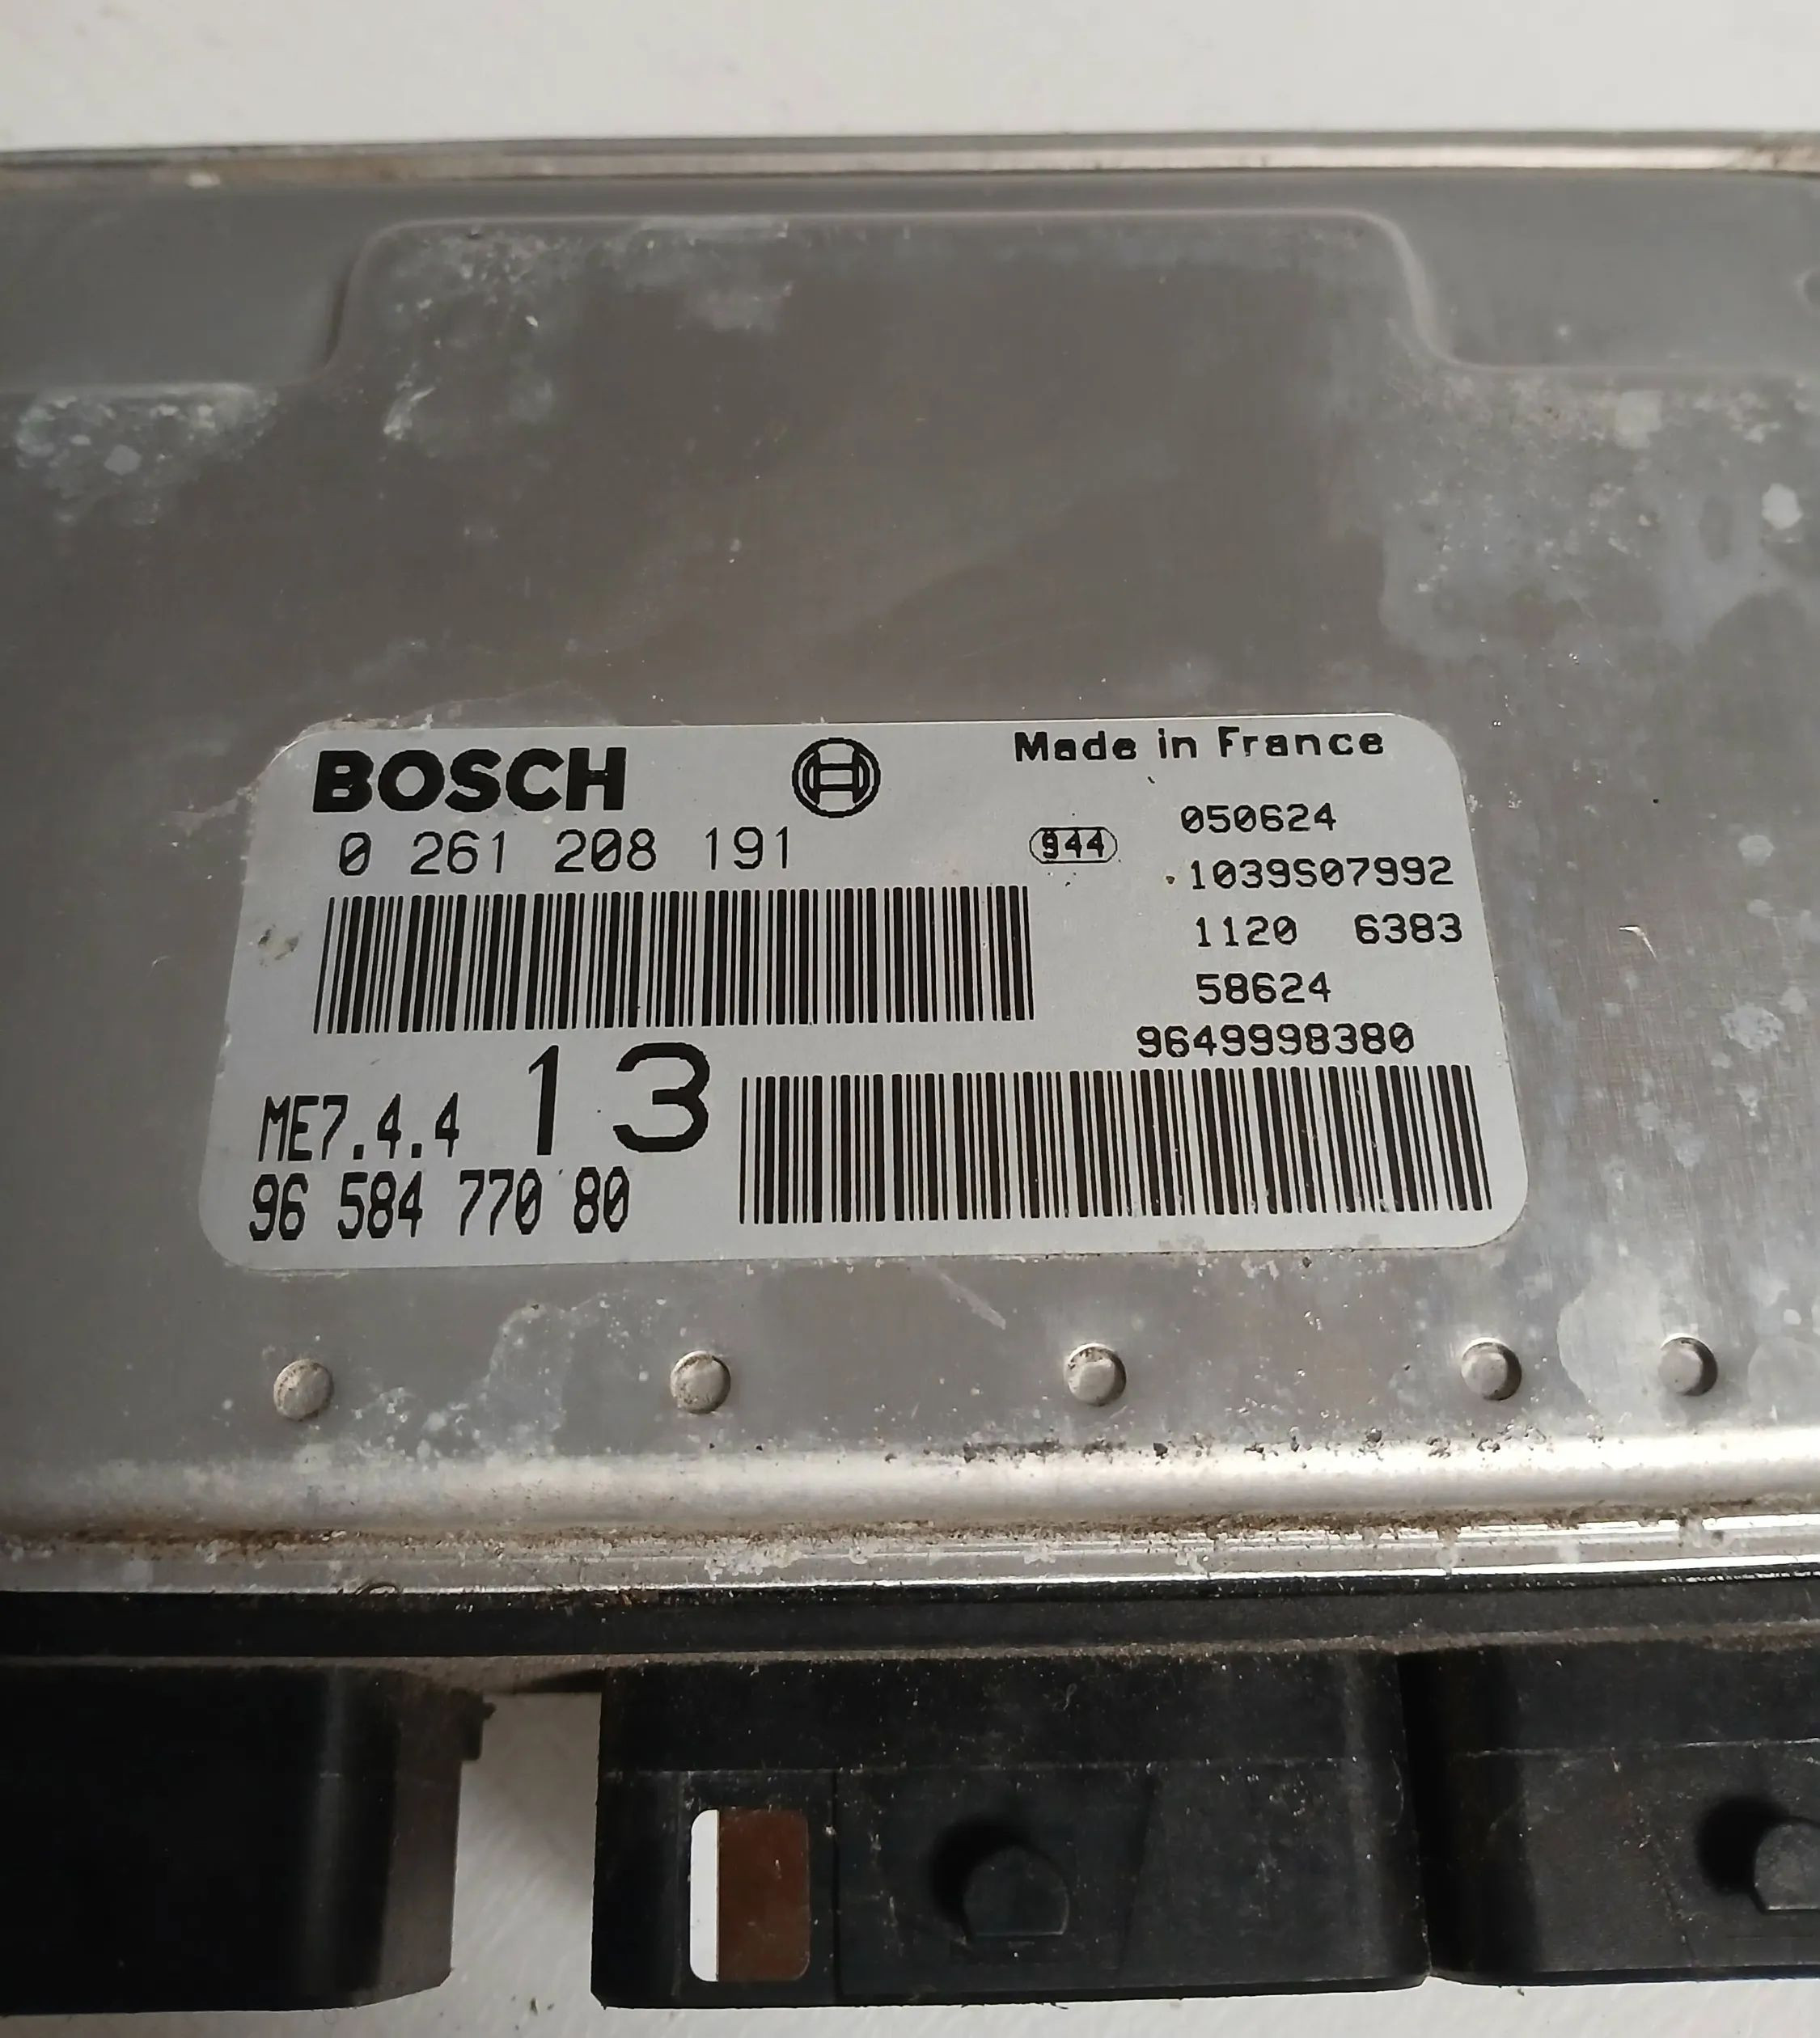 BOSCH
Made in France
0 261 208 191
944
050624
1039S07992
1120 6383
58624
9649998380
ME7.4.4 13
96 584 770 80